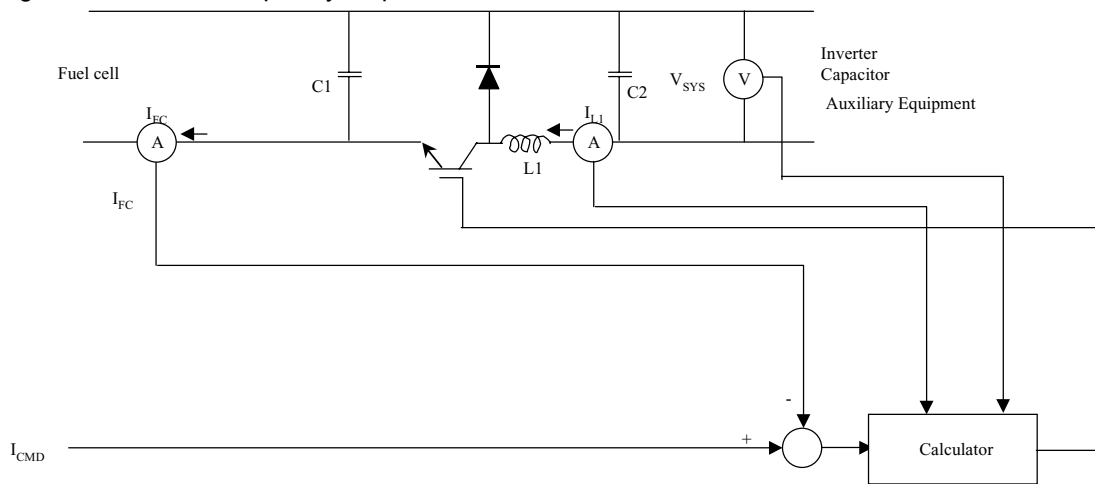 Fuel cell
C1
C2
V_SYS
V
Inverter
Capacitor
Auxiliary Equipment
I_FC
A
I_L1
A
L1
I_FC
-
I_CMD
+
Calculator